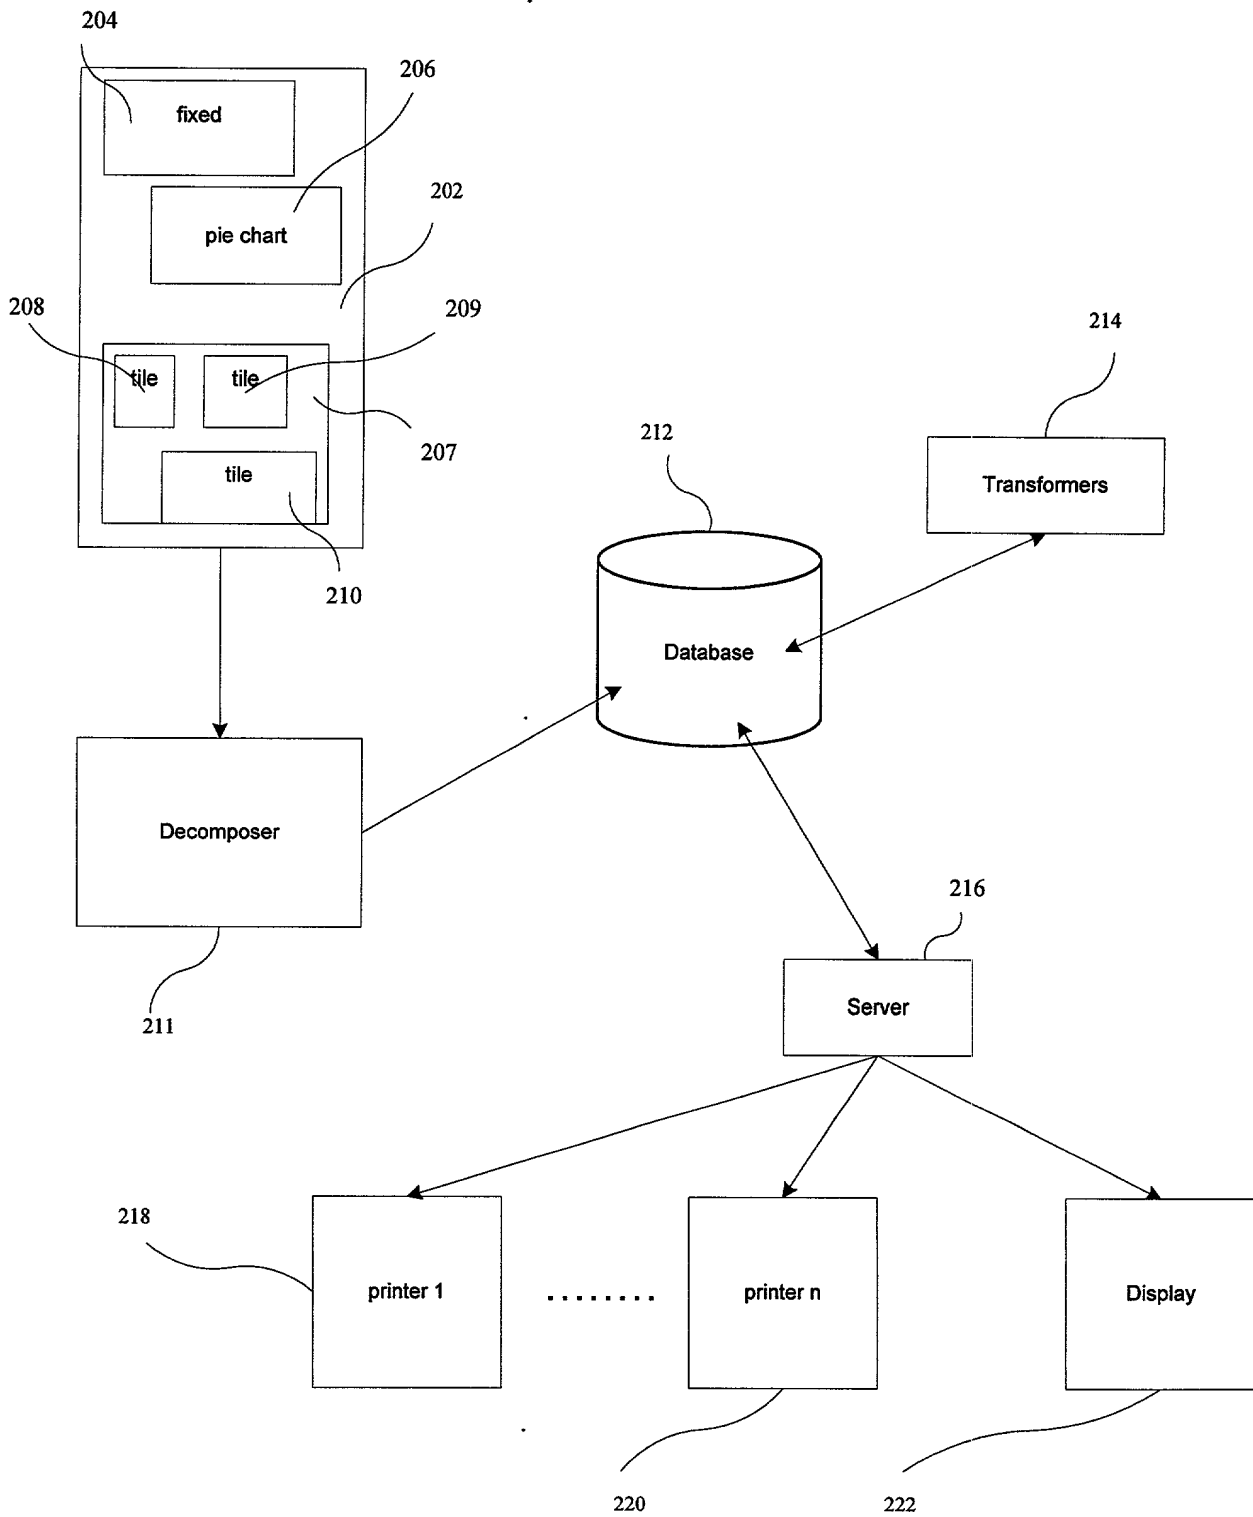 204
206
fixed
202
pie chart
208
209
214
tile
tile
212
207
tile
Transformers
210
Database
Decomposer
216
Server
211
218
printer 1
........
printer n
Display
220
222